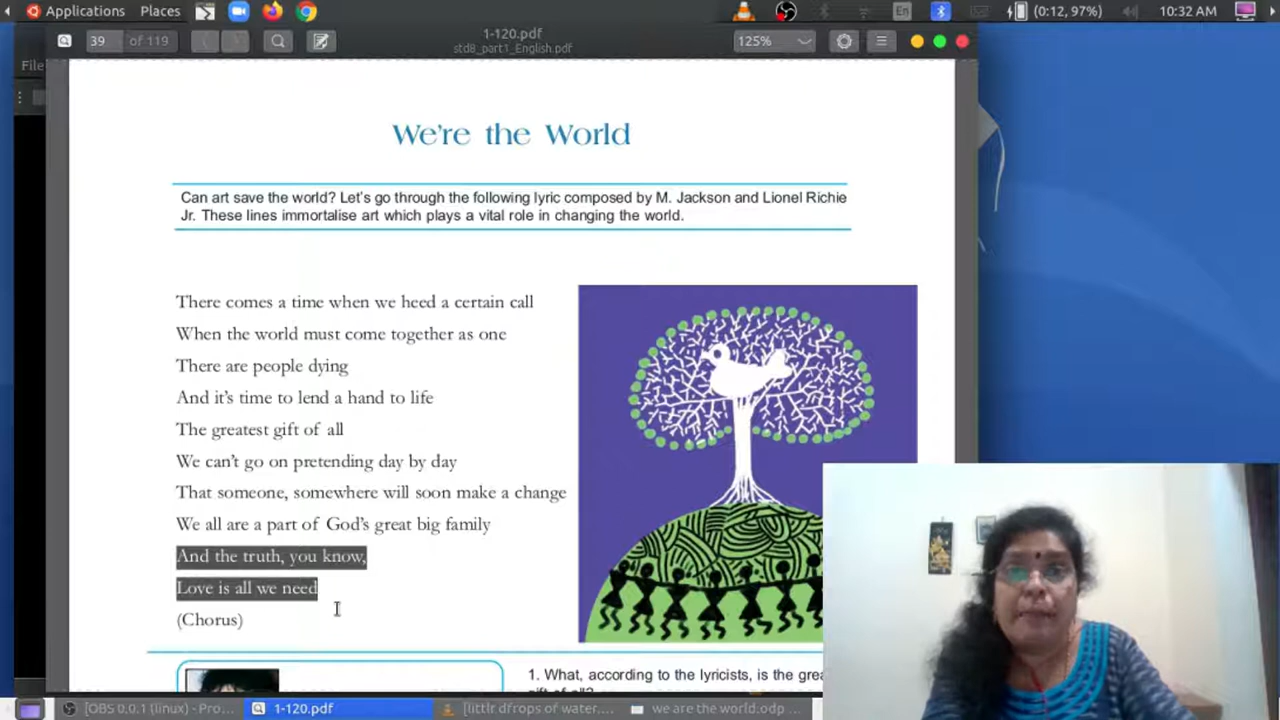 Applications Places En (0:12, 97%) 10:32 AM
39 of 119
1-120.pdf
std8_part1_English.pdf
125%
File
We're the World
Can art save the world? Let's go through the following lyric composed by M. Jackson and Lionel Richie
Jr. These lines immortalise art which plays a vital role in changing the world.
There comes a time when we heed a certain call
When the world must come together as one
There are people dying
And it's time to lend a hand to life
The greatest gift of all
We can't go on pretending day by day
That someone, somewhere will soon make a change
We all are a part of God's great big family
And the truth, you know,
Love is all we need
(Chorus)
1. What, according to the lyricists, is the grea
[OBS 0.0.1 (linux) - Pro... 1-120.pdf [littlr dfrops of water.... we are the world.odp ...